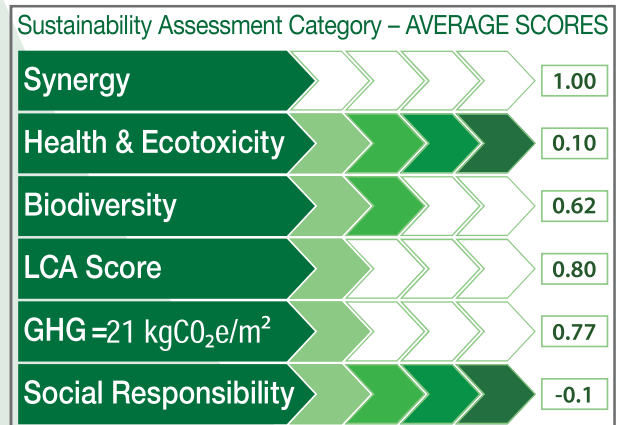 Sustainability Assessment Category – AVERAGE SCORES
Synergy 1.00
Health & Ecotoxicity 0.10
Biodiversity 0.62
LCA Score 0.80
GHG =21 kgCO₂e/m² 0.77
Social Responsibility -0.1